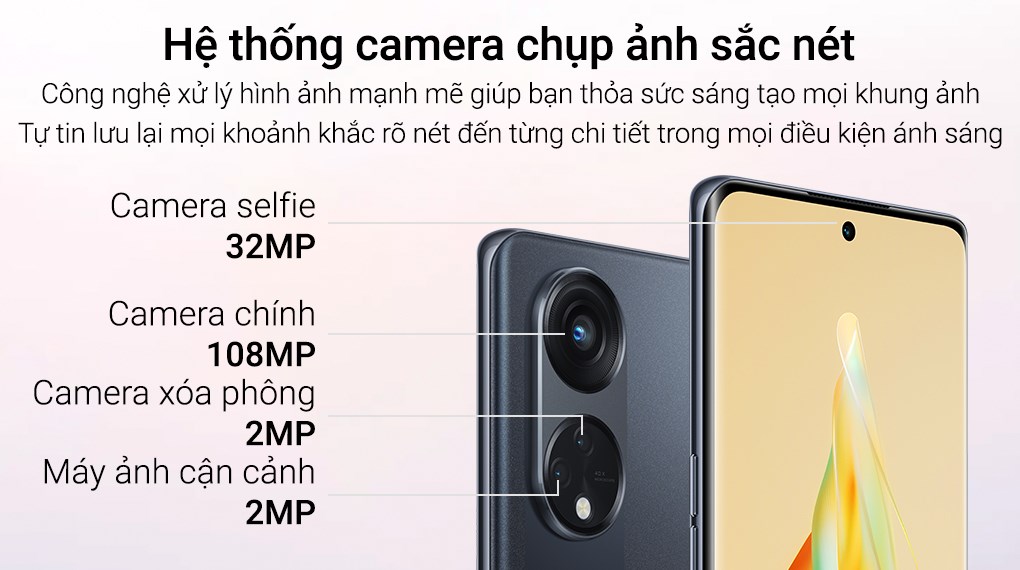 Hệ thống camera chụp ảnh sắc nét
Công nghệ xử lý hình ảnh mạnh mẽ giúp bạn thỏa sức sáng tạo mọi khung ảnh
Tự tin lưu lại mọi khoảnh khắc rõ nét đến từng chi tiết trong mọi điều kiện ánh sáng
Camera selfie
32MP
Camera chính
108MP
Camera xóa phông
2MP
Máy ảnh cận cảnh
2MP